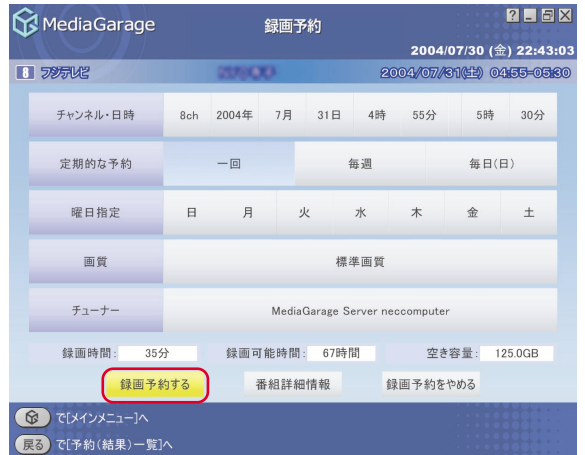 MediaGarage 録画予約
2004/07/30 (金) 22:43:03
8 フジテレビ 2004/07/31(土) 04:55-05:30
チャンネル・日時 8ch 2004年 7月 31日 4時 55分 5時 30分
定期的な予約 一回 毎週 毎日(日)
曜日指定 日 月 火 水 木 金 土
画質 標準画質
チューナー MediaGarage Server neccomputer
録画時間: 35分 録画可能時間: 67時間 空き容量: 125.0GB
録画予約する 番組詳細情報 録画予約をやめる
で[メインメニュー]へ
戻る で[予約(結果)一覧]へ